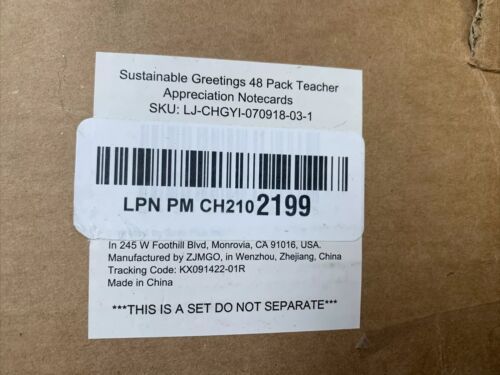 Sustainable Greetings 48 Pack Teacher
Appreciation Notecards
SKU: LJ-CHGYI-070918-03-1
LPN PM CH2102199
In 245 W Foothill Blvd, Monrovia, CA 91016, USA.
Manufactured by ZJMGO, in Wenzhou, Zhejiang, China
Tracking Code: KX091422-01R
Made in China
***THIS IS A SET DO NOT SEPARATE***